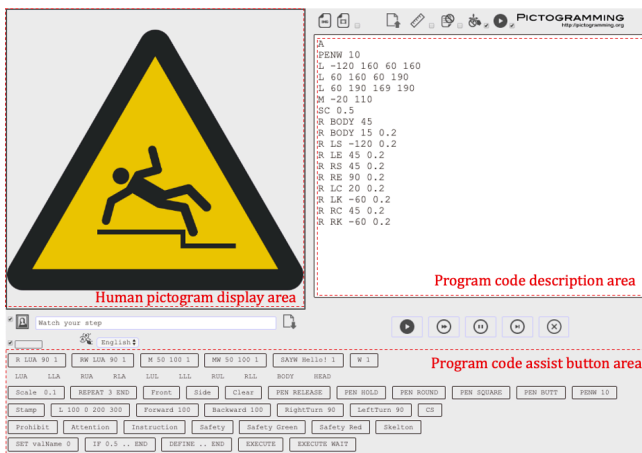 PICTOGRAMMING
http://pictogramming.org
A
PENW 10
L -120 160 60 160
L 60 160 60 190
L 60 190 169 190
M -20 110
SC 0.5
R BODY 45
R BODY 15 0.2
R LS -120 0.2
R LE 45 0.2
R RS 45 0.2
R RE 90 0.2
R LC 20 0.2
R LK -60 0.2
R RC 45 0.2
R RK -60 0.2
Program code description area
Human pictogram display area
Watch your step
English
R LUA 90 1 RW LUA 90 1 M 50 100 1 MW 50 100 1 SAYW Hello! 1 W 1
Program code assist button area
LUA LLA RUA RLA LUL LLL RUL RLL BODY HEAD
Scale 0.1 REPEAT 3 END Front Side Clear PEN RELEASE PEN HOLD PEN ROUND PEN SQUARE PEN BUTT PENW 10
Stamp L 100 0 200 300 Forward 100 Backward 100 RightTurn 90 LeftTurn 90 CS
Prohibit Attention Instruction Safety Safety Green Safety Red Skelton
SET valName 0 IF 0.5 .. END DEFINE .. END EXECUTE EXECUTE WAIT